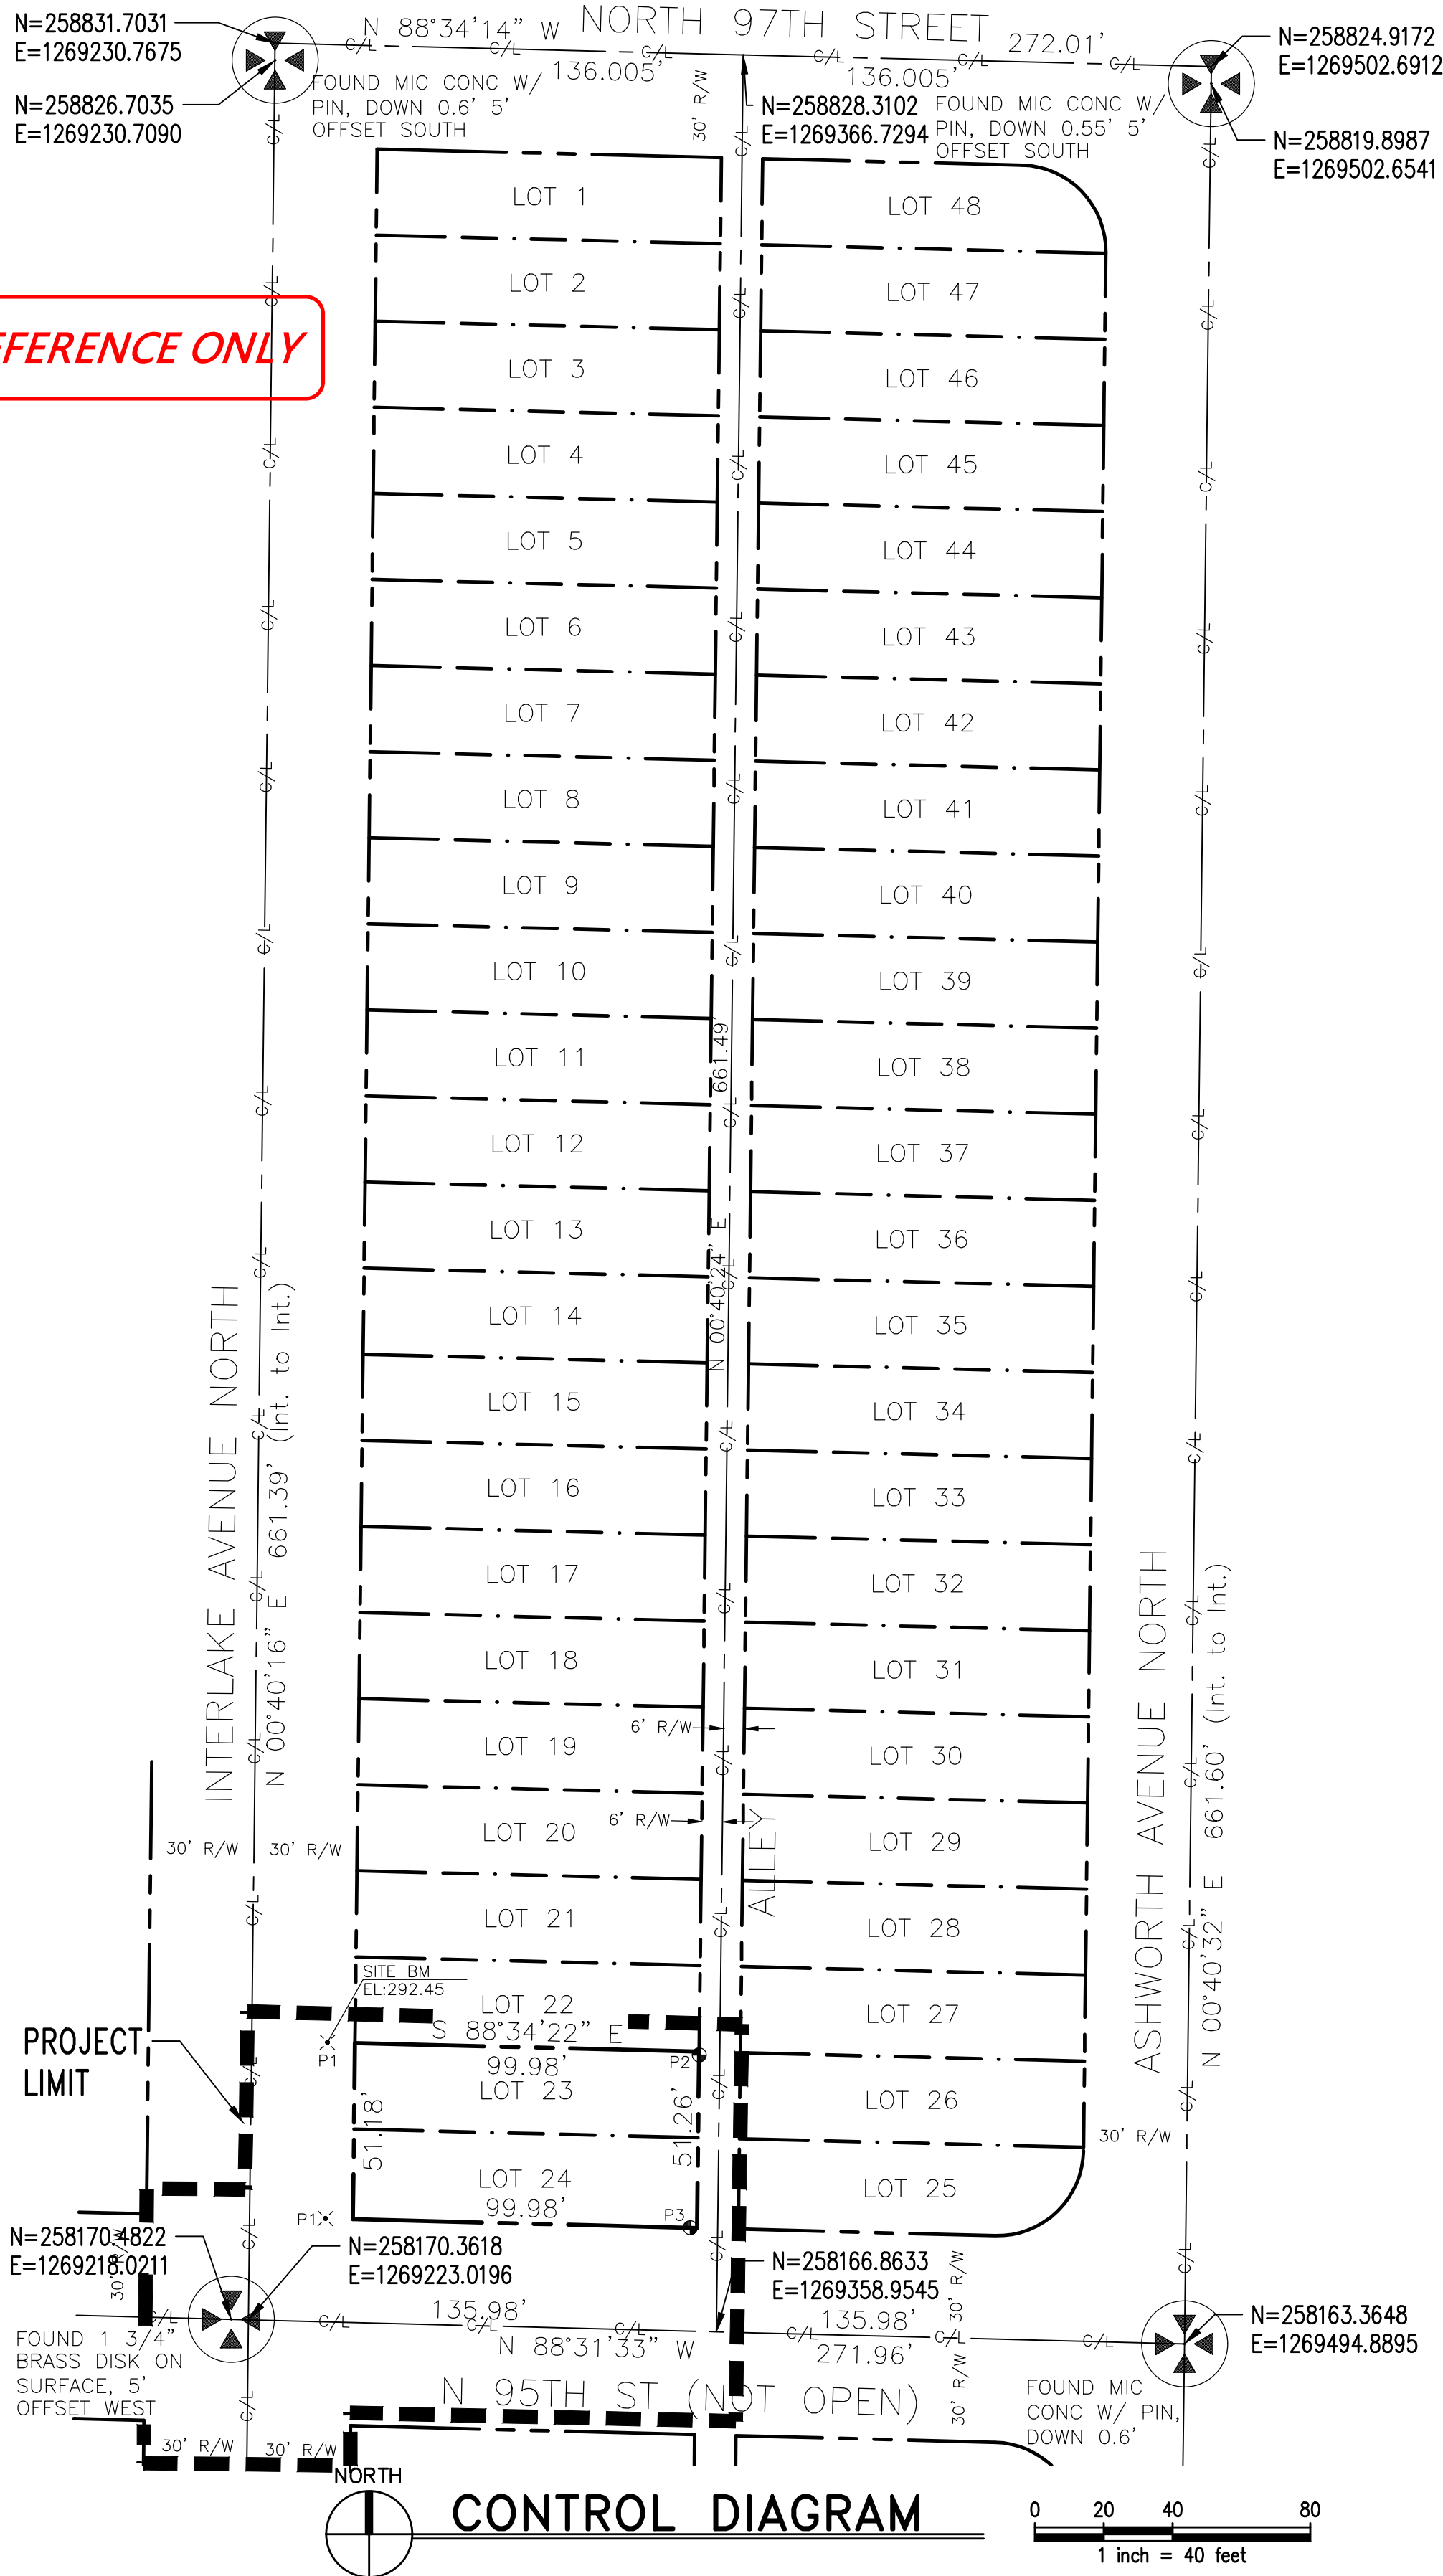 N=258831.7031
E=1269230.7675
N=258826.7035
E=1269230.7090
N 88°34'14" W
NORTH 97TH STREET
272.01'
136.005'
136.005'
30' R/W
N=258824.9172
E=1269502.6912
N=258819.8987
E=1269502.6541
FOUND MIC CONC W/
PIN, DOWN 0.6' 5'
OFFSET SOUTH
N=258828.3102
E=1269366.7294
FOUND MIC CONC W/
PIN, DOWN 0.55' 5'
OFFSET SOUTH
EFERENCE ONLY
LOT 1
LOT 2
LOT 3
LOT 4
LOT 5
LOT 6
LOT 7
LOT 8
LOT 9
LOT 10
LOT 11
LOT 12
LOT 13
LOT 14
LOT 15
LOT 16
LOT 17
LOT 18
LOT 19
LOT 20
LOT 21
LOT 22
LOT 23
LOT 24
LOT 48
LOT 47
LOT 46
LOT 45
LOT 44
LOT 43
LOT 42
LOT 41
LOT 40
LOT 39
LOT 38
LOT 37
LOT 36
LOT 35
LOT 34
LOT 33
LOT 32
LOT 31
LOT 30
LOT 29
LOT 28
LOT 27
LOT 26
LOT 25
C/L
N 00°40'24" E
661.49'
INTERLAKE AVENUE NORTH
N 00°40'16" E 661.39' (Int. to Int.)
ASHWORTH AVENUE NORTH
N 00°40'32" E 661.60' (Int. to Int.)
6' R/W
6' R/W
ALLEY
30' R/W
30' R/W
30' R/W
SITE BM
EL:292.45
S 88°34'22" E
99.98'
P1
P2
51.18'
51.26'
99.98'
P1
P3
PROJECT
LIMIT
N=258170.4822
E=1269218.0211
30' R/W
N=258170.3618
E=1269223.0196
N=258166.8633
E=1269358.9545
N=258163.3648
E=1269494.8895
135.98'
135.98'
N 88°31'33" W
271.96'
30' R/W
30' R/W
N 95TH ST (NOT OPEN)
FOUND 1 3/4"
BRASS DISK ON
SURFACE, 5'
OFFSET WEST
FOUND MIC
CONC W/ PIN,
DOWN 0.6'
30' R/W
30' R/W
NORTH
CONTROL DIAGRAM
0 20 40 80
1 inch = 40 feet